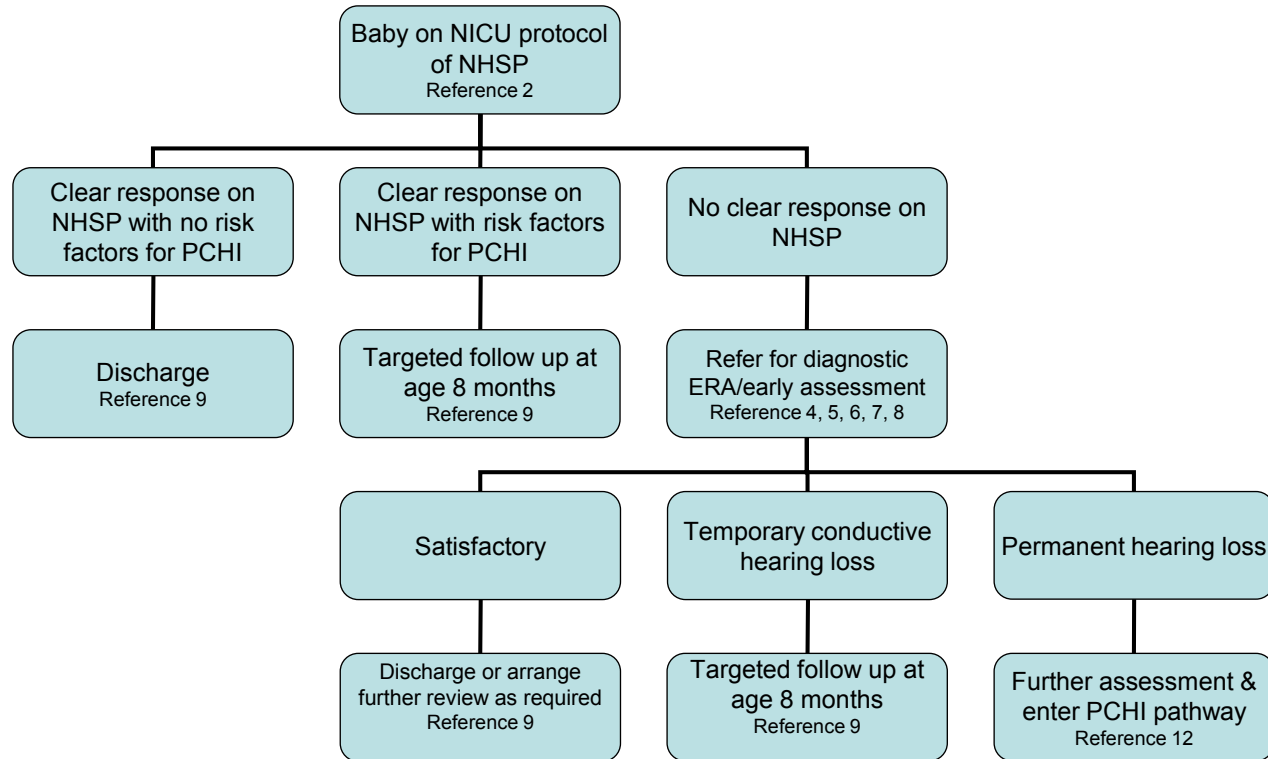 Baby on NICU protocol
of NHSP
Reference 2
Clear response on
NHSP with no risk
factors for PCHI
Clear response on
NHSP with risk factors
for PCHI
No clear response on
NHSP
Discharge
Reference 9
Targeted follow up at
age 8 months
Reference 9
Refer for diagnostic
ERA/early assessment
Reference 4, 5, 6, 7, 8
Satisfactory
Temporary conductive
hearing loss
Permanent hearing loss
Discharge or arrange
further review as required
Reference 9
Targeted follow up at
age 8 months
Reference 9
Further assessment &
enter PCHI pathway
Reference 12